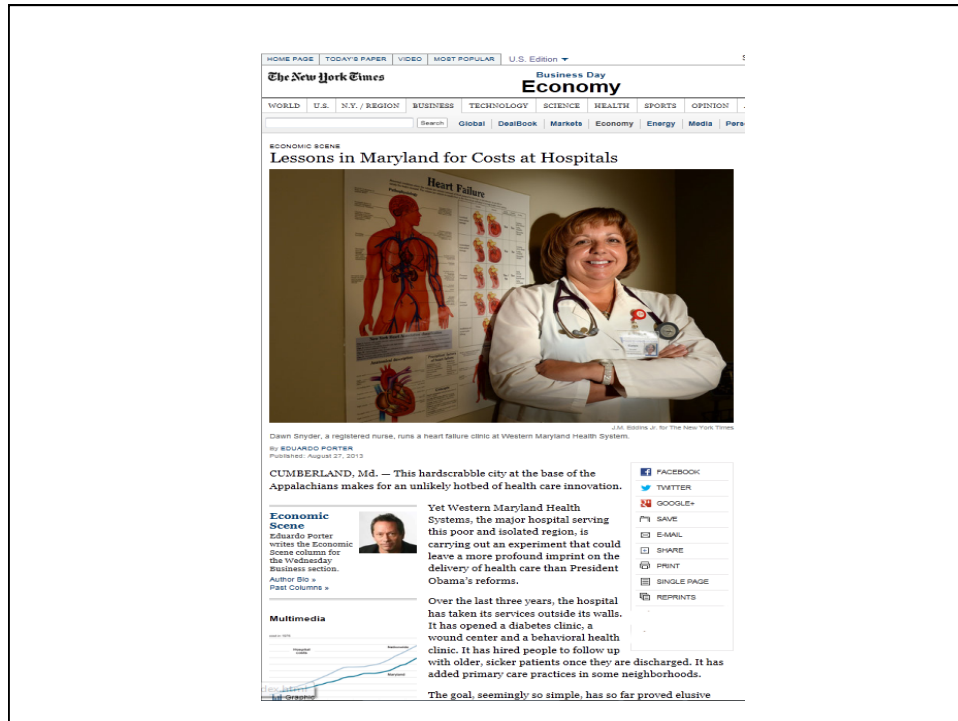 HOME PAGE TODAY'S PAPER VIDEO MOST POPULAR U.S. Edition
The New York Times
Business Day
Economy
WORLD U.S. N.Y. / REGION BUSINESS TECHNOLOGY SCIENCE HEALTH SPORTS OPINION
Search Global DealBook Markets Economy Energy Media
ECONOMIC SCENE
Lessons in Maryland for Costs at Hospitals
Heart Failure
J.M. Eddins Jr. for The New York Times
Dawn Snyder, a registered nurse, runs a heart failure clinic at Western Maryland Health System.
By EDUARDO PORTER
Published: August 27, 2013
CUMBERLAND, Md. — This hardscrabble city at the base of the
Appalachians makes for an unlikely hotbed of health care innovation.
Economic
Scene
Eduardo Porter
writes the Economic
Scene column for
the Wednesday
Business section.
Author Bio »
Past Columns »
Multimedia
Hospital
costs
Nationwide
Maryland
dex.html
Graphic
Yet Western Maryland Health
Systems, the major hospital serving
this poor and isolated region, is
carrying out an experiment that could
leave a more profound imprint on the
delivery of health care than President
Obama's reforms.
Over the last three years, the hospital
has taken its services outside its walls.
It has opened a diabetes clinic, a
wound center and a behavioral health
clinic. It has hired people to follow up
with older, sicker patients once they are discharged. It has
added primary care practices in some neighborhoods.
The goal, seemingly so simple, has so far proved elusive
FACEBOOK
TWITTER
GOOGLE+
SAVE
E-MAIL
SHARE
PRINT
SINGLE PAGE
REPRINTS